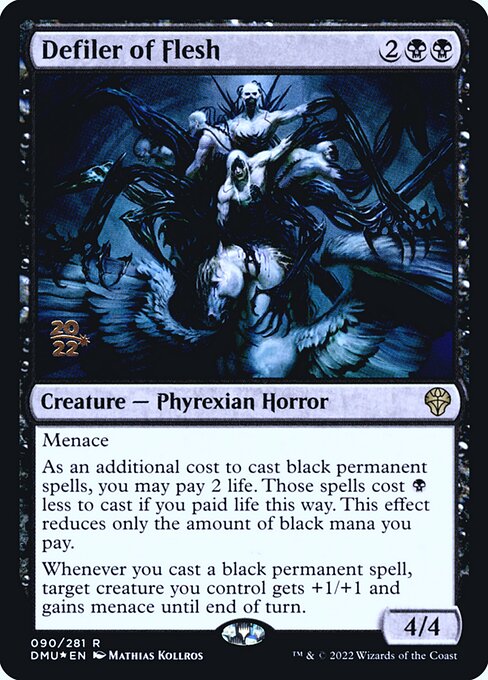 Defiler of Flesh 2
20
22
Creature — Phyrexian Horror
Menace
As an additional cost to cast black permanent
spells, you may pay 2 life. Those spells cost
less to cast if you paid life this way. This effect
reduces only the amount of black mana you
pay.
Whenever you cast a black permanent spell,
target creature you control gets +1/+1 and
gains menace until end of turn.
4/4
090/281 R
DMU★EN Mathias Kollros
™ & © 2022 Wizards of the Coast